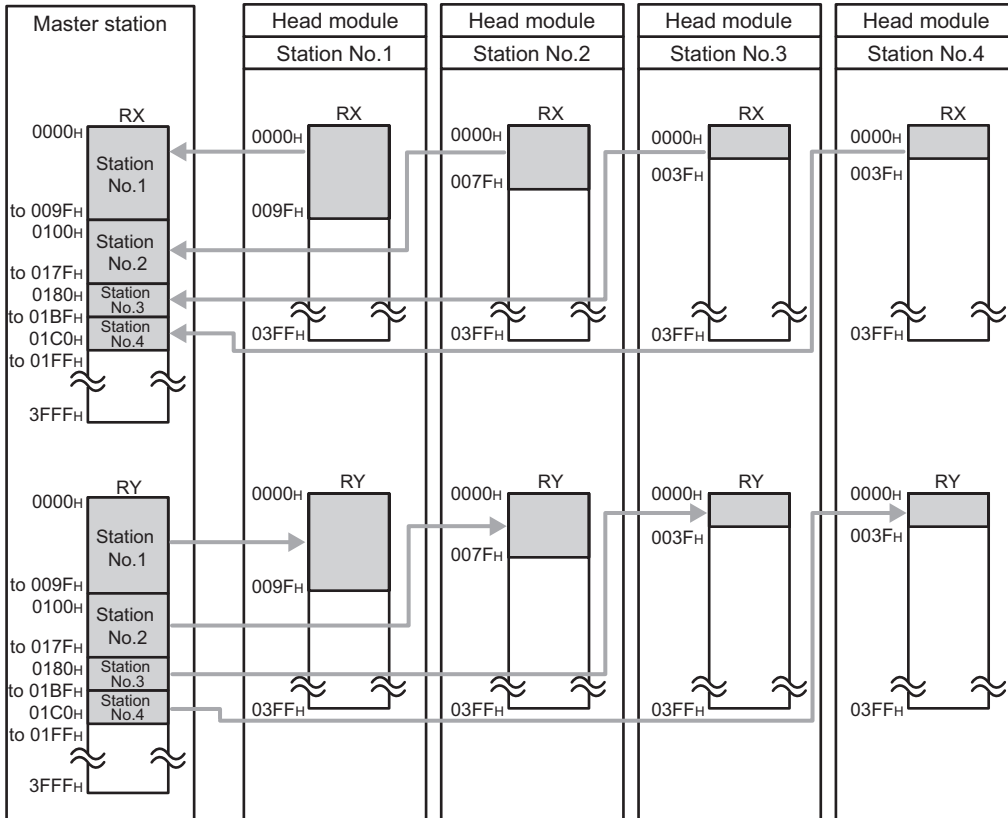 Master station
Head module
Head module
Head module
Head module
Station No.1
Station No.2
Station No.3
Station No.4
RX
0000H
Station
No.1
to 009FH
0100H
Station
No.2
to 017FH
0180H
Station
No.3
to 01BFH
01C0H
Station
No.4
to 01FFH
3FFFH
RX
0000H
009FH
03FFH
RX
0000H
007FH
03FFH
RX
0000H
003FH
03FFH
RX
0000H
003FH
03FFH
RY
0000H
Station
No.1
to 009FH
0100H
Station
No.2
to 017FH
0180H
Station
No.3
to 01BFH
01C0H
Station
No.4
to 01FFH
3FFFH
RY
0000H
009FH
03FFH
RY
0000H
007FH
03FFH
RY
0000H
003FH
03FFH
RY
0000H
003FH
03FFH